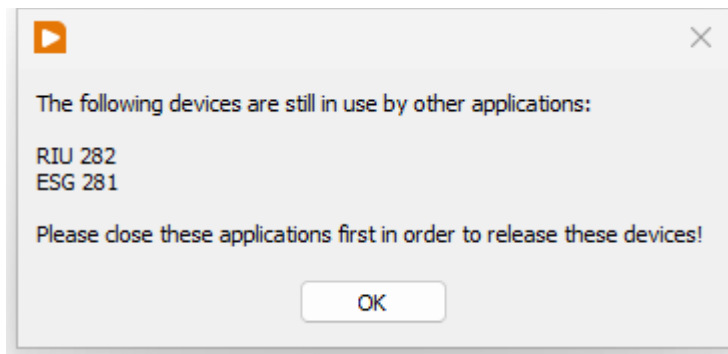 The following devices are still in use by other applications:
RIU 282
ESG 281
Please close these applications first in order to release these devices!
OK